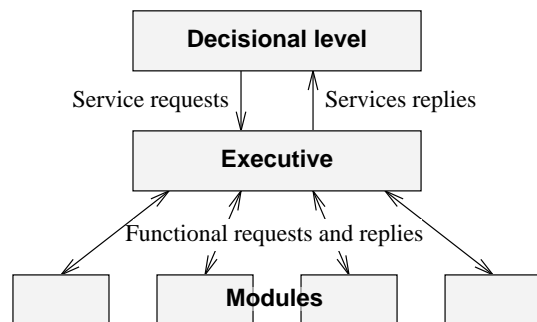 Decisional level
Service requests
Services replies
Executive
Functional requests and replies
Modules